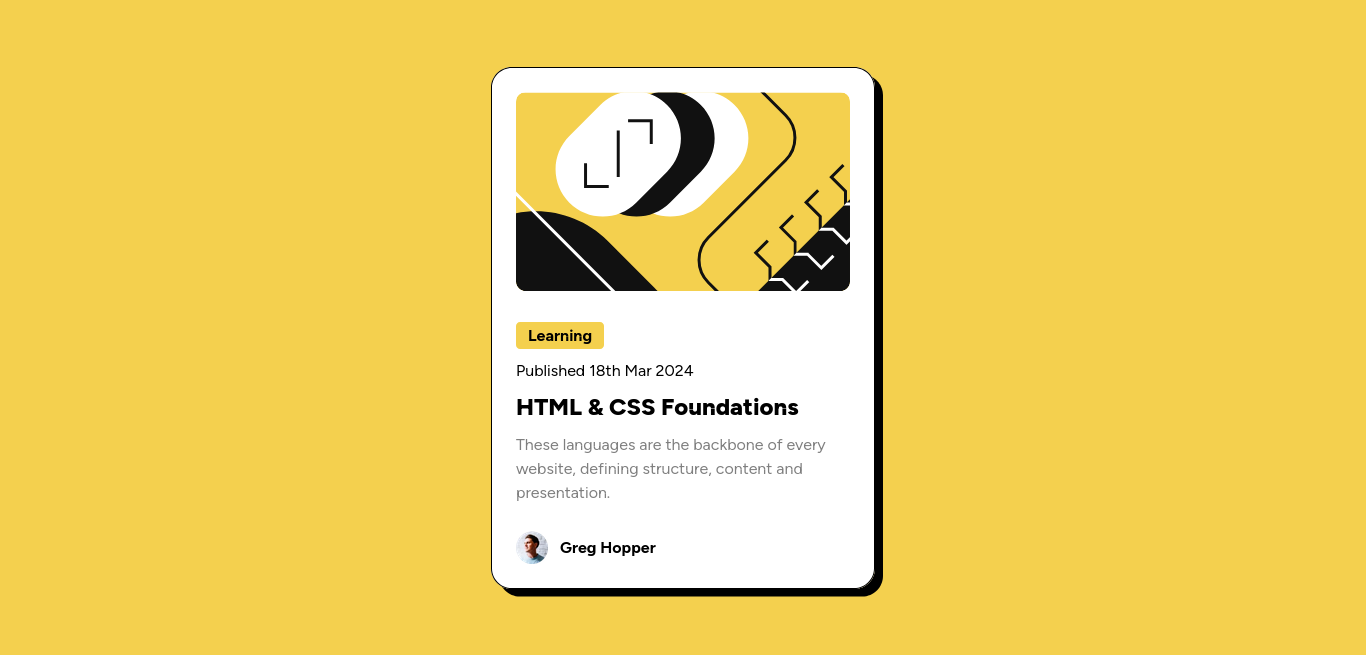 Learning
Published 18th Mar 2024
HTML & CSS Foundations
These languages are the backbone of every
website, defining structure, content and
presentation.
Greg Hopper